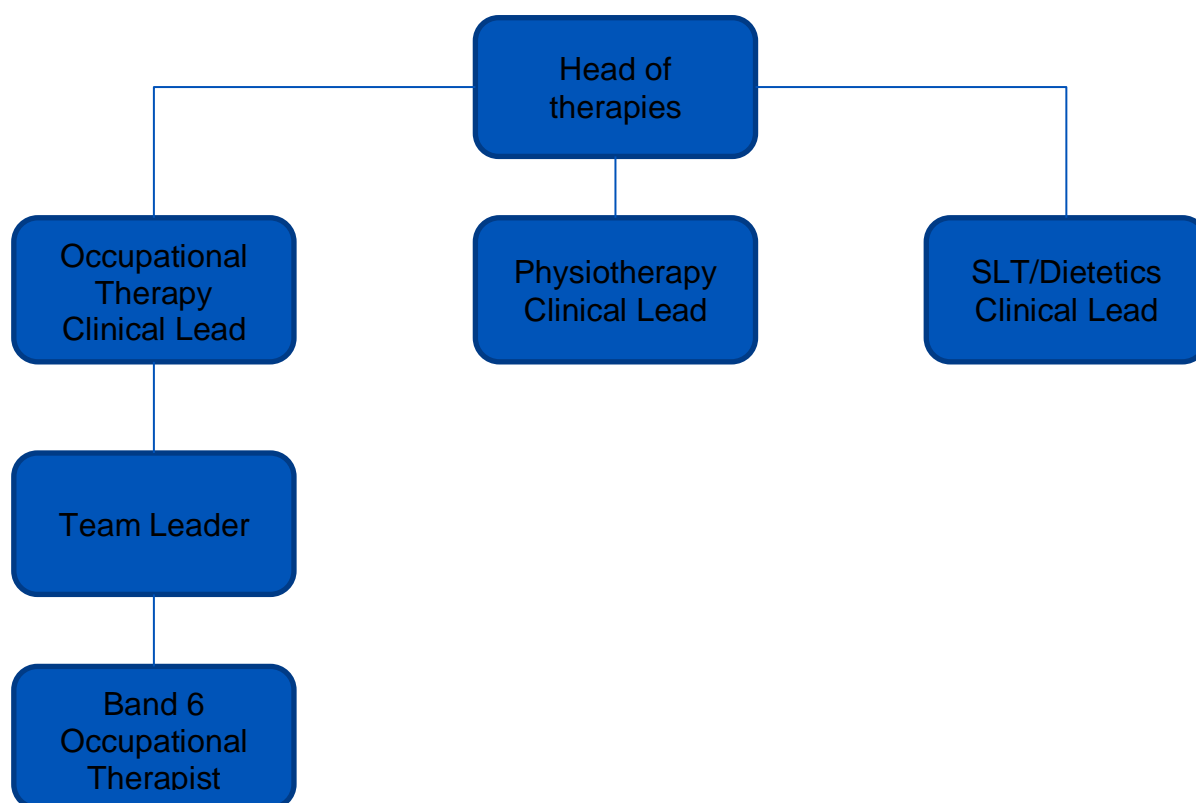 Head of
therapies
Occupational
Therapy
Clinical Lead
Physiotherapy
Clinical Lead
SLT/Dietetics
Clinical Lead
Team Leader
Band 6
Occupational
Therapist